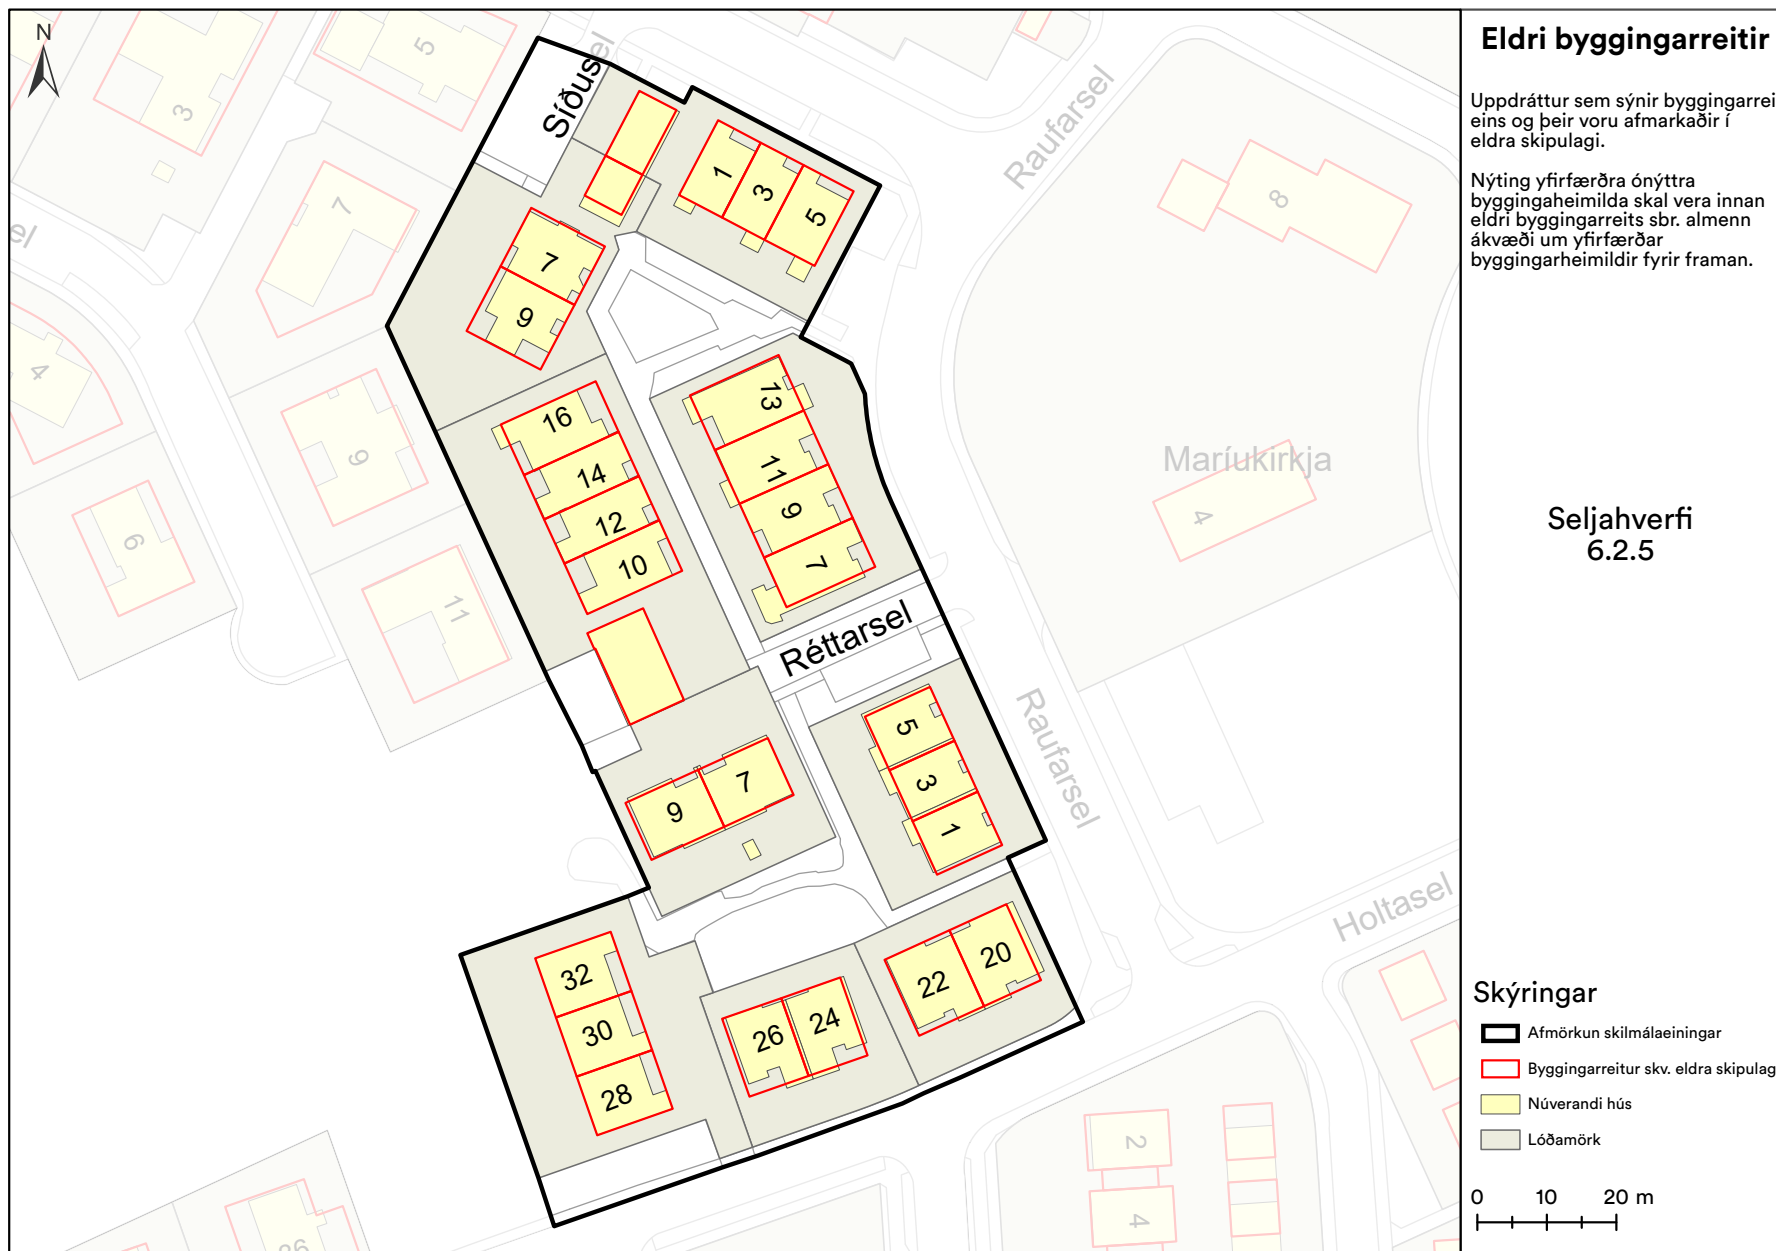 Eldri byggingarreitir
Uppdráttur sem sýnir byggingarrei
eins og þeir voru afmarkaðir í
eldra skipulagi.
Nýting yfirfærðra ónýttra
byggingaheimilda skal vera innan
eldri byggingarreits sbr. almenn
ákvæði um yfirfærðar
byggingarheimildir fyrir framan.
Seljahverfi
6.2.5
Skýringar
Afmörkun skilmálaeiningar
Byggingarreitur skv. eldra skipulag
Núverandi hús
Lóðamörk
0 10 20 m
N
Síðusel
Raufarsel
Maríukirkja
Réttarsel
Raufarsel
Holtasel
el
3
5
7
4
9
6
11
8
4
1
3
5
7
9
16
14
12
10
13
11
9
7
5
3
1
9
7
32
30
28
26
24
22
20
2
4
36